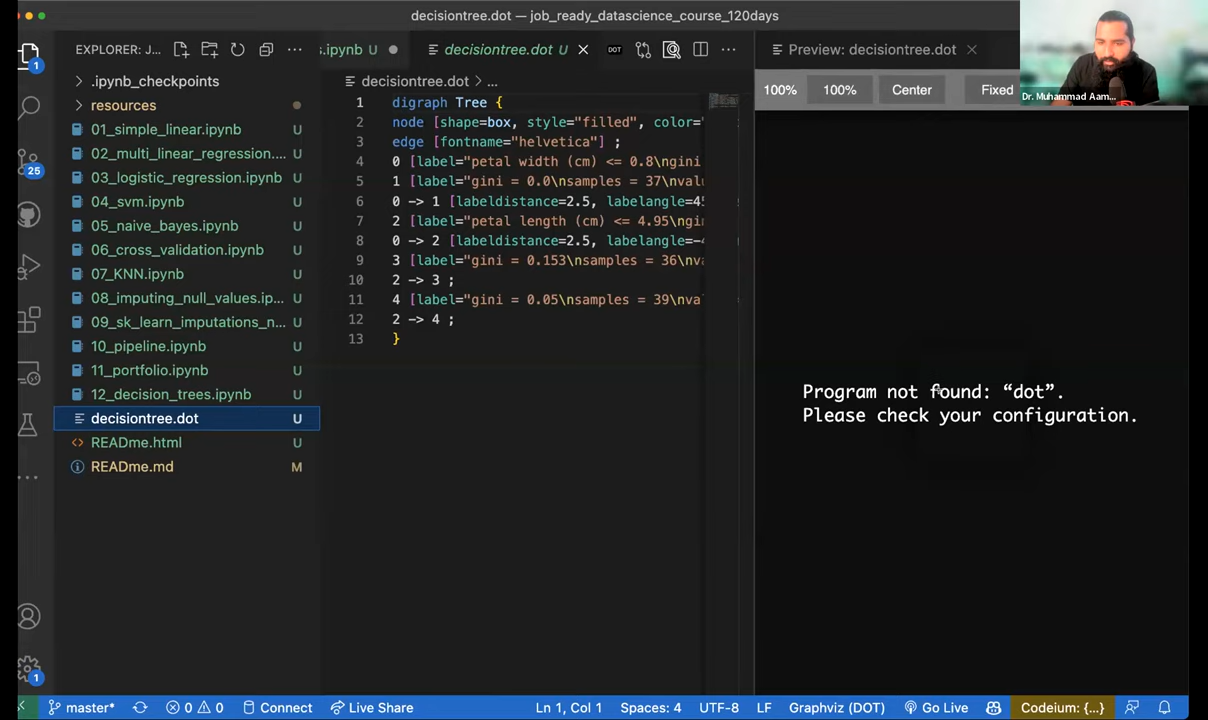 decisiontree.dot — job_ready_datascience_course_120days
EXPLORER: J...
s.ipynb U
decisiontree.dot U
DOT
Preview: decisiontree.dot
1
.ipynb_checkpoints
resources
01_simple_linear.ipynb U
02_multi_linear_regression.... U
03_logistic_regression.ipynb U
04_svm.ipynb U
05_naive_bayes.ipynb U
06_cross_validation.ipynb U
07_KNN.ipynb U
08_imputing_null_values.ip... U
09_sk_learn_imputations_n... U
10_pipeline.ipynb U
11_portfolio.ipynb U
12_decision_trees.ipynb U
decisiontree.dot U
READme.html U
READme.md M
25
1
decisiontree.dot > ...
1 digraph Tree {
2 node [shape=box, style="filled", color="
3 edge [fontname="helvetica"] ;
4 0 [label="petal width (cm) <= 0.8\ngini
5 1 [label="gini = 0.0\nsamples = 37\nvalu
6 0 -> 1 [labeldistance=2.5, labelangle=45
7 2 [label="petal length (cm) <= 4.95\ngin
8 0 -> 2 [labeldistance=2.5, labelangle=-4
9 3 [label="gini = 0.153\nsamples = 36\nva
10 2 -> 3 ;
11 4 [label="gini = 0.05\nsamples = 39\nval
12 2 -> 4 ;
13 }
100% 100% Center Fixed
Dr. Muhammad Aam...
Program not found: “dot”.
Please check your configuration.
master* 0 0 Connect Live Share Ln 1, Col 1 Spaces: 4 UTF-8 LF Graphviz (DOT) Go Live Codeium: {...}